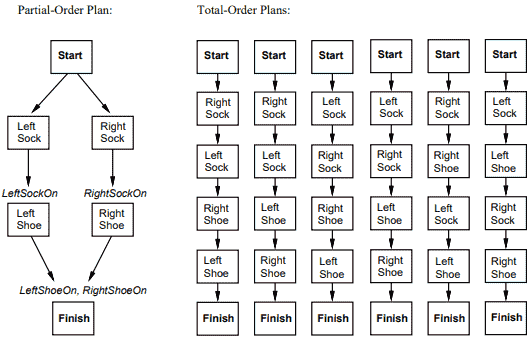 Partial-Order Plan:
Start
Left
Sock
Right
Sock
LeftSockOn
RightSockOn
Left
Shoe
Right
Shoe
LeftShoeOn, RightShoeOn
Finish
Total-Order Plans:
Start
Right
Sock
Left
Sock
Right
Shoe
Left
Shoe
Finish
Start
Right
Sock
Left
Sock
Left
Shoe
Right
Shoe
Finish
Start
Left
Sock
Right
Sock
Right
Shoe
Left
Shoe
Finish
Start
Left
Sock
Right
Sock
Left
Shoe
Right
Shoe
Finish
Start
Right
Sock
Right
Shoe
Left
Sock
Left
Shoe
Finish
Start
Left
Sock
Left
Shoe
Right
Sock
Right
Shoe
Finish